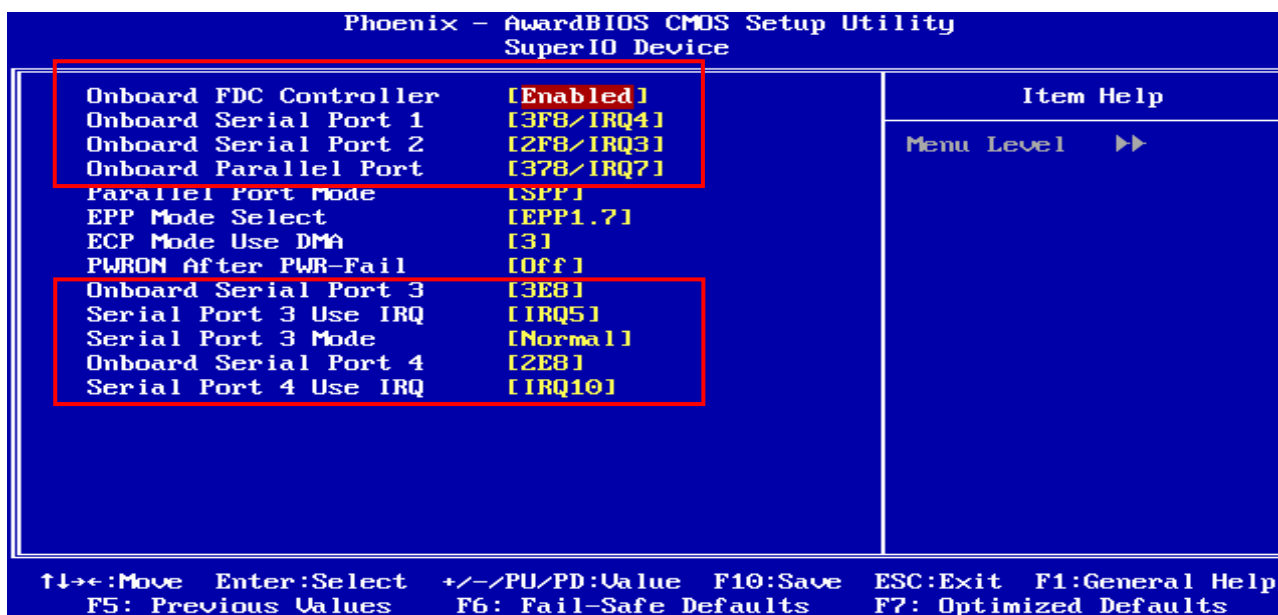 Phoenix - AwardBIOS CMOS Setup Utility
SuperIO Device
Onboard FDC Controller [Enabled]
Onboard Serial Port 1 [3F8/IRQ4]
Onboard Serial Port 2 [2F8/IRQ3]
Onboard Parallel Port [378/IRQ7]
Parallel Port Mode [SPP]
EPP Mode Select [EPP1.7]
ECP Mode Use DMA [3]
PWRON After PWR-Fail [Off]
Onboard Serial Port 3 [3E8]
Serial Port 3 Use IRQ [IRQ5]
Serial Port 3 Mode [Normal]
Onboard Serial Port 4 [2E8]
Serial Port 4 Use IRQ [IRQ10]
Item Help
Menu Level ▶▶
↑↓→←:Move Enter:Select +/-/PU/PD:Value F10:Save ESC:Exit F1:General Help
F5: Previous Values F6: Fail-Safe Defaults F7: Optimized Defaults